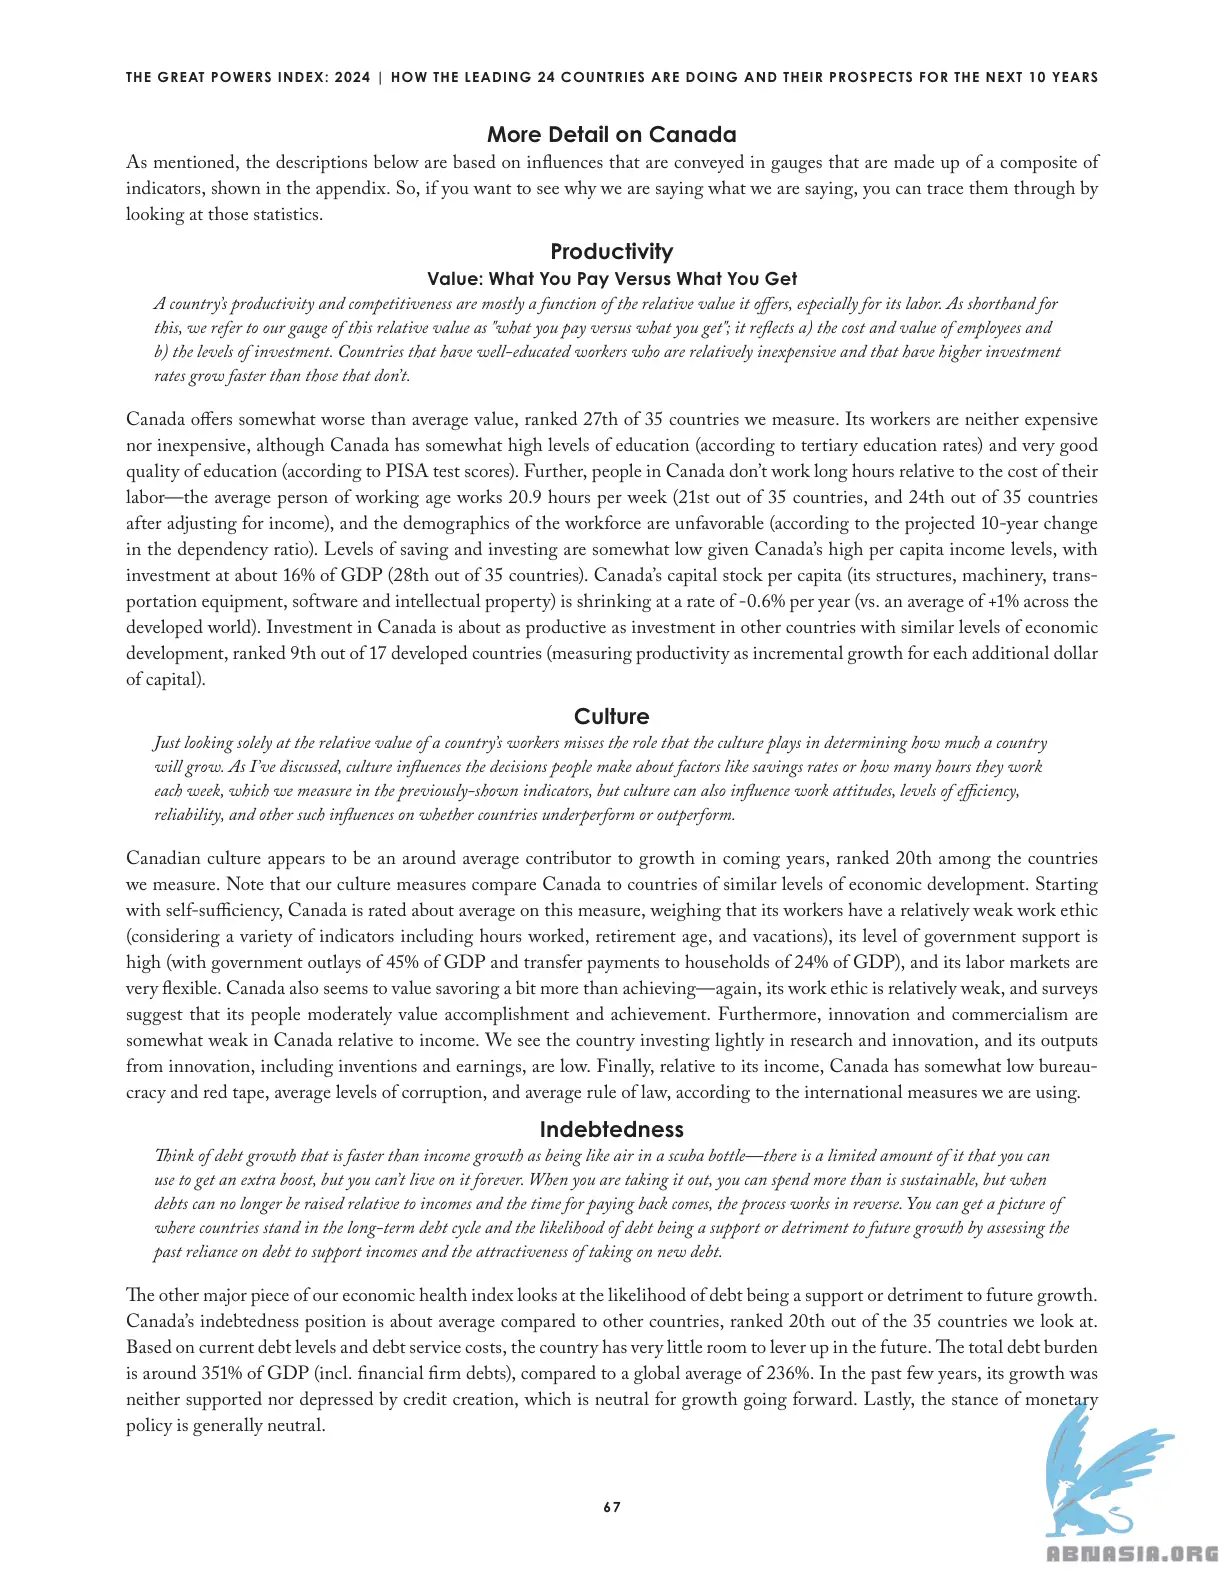 THE GREAT POWERS INDEX: 2024 | HOW THE LEADING 24 COUNTRIES ARE DOING AND THEIR PROSPECTS FOR THE NEXT 10 YEARS
More Detail on Canada
As mentioned, the descriptions below are based on influences that are conveyed in gauges that are made up of a composite of
indicators, shown in the appendix. So, if you want to see why we are saying what we are saying, you can trace them through by
looking at those statistics.
Productivity
Value: What You Pay Versus What You Get
A country's productivity and competitiveness are mostly a function of the relative value it offers, especially for its labor. As shorthand for
this, we refer to our gauge of this relative value as "what you pay versus what you get"; it reflects a) the cost and value of employees and
b) the levels of investment. Countries that have well-educated workers who are relatively inexpensive and that have higher investment
rates grow faster than those that don't.
Canada offers somewhat worse than average value, ranked 27th of 35 countries we measure. Its workers are neither expensive
nor inexpensive, although Canada has somewhat high levels of education (according to tertiary education rates) and very good
quality of education (according to PISA test scores). Further, people in Canada don't work long hours relative to the cost of their
labor—the average person of working age works 20.9 hours per week (21st out of 35 countries, and 24th out of 35 countries
after adjusting for income), and the demographics of the workforce are unfavorable (according to the projected 10-year change
in the dependency ratio). Levels of saving and investing are somewhat low given Canada's high per capita income levels, with
investment at about 16% of GDP (28th out of 35 countries). Canada's capital stock per capita (its structures, machinery, trans-
portation equipment, software and intellectual property) is shrinking at a rate of -0.6% per year (vs. an average of +1% across the
developed world). Investment in Canada is about as productive as investment in other countries with similar levels of economic
development, ranked 9th out of 17 developed countries (measuring productivity as incremental growth for each additional dollar
of capital).
Culture
Just looking solely at the relative value of a country's workers misses the role that the culture plays in determining how much a country
will grow. As I've discussed, culture influences the decisions people make about factors like savings rates or how many hours they work
each week, which we measure in the previously-shown indicators, but culture can also influence work attitudes, levels of efficiency,
reliability, and other such influences on whether countries underperform or outperform.
Canadian culture appears to be an around average contributor to growth in coming years, ranked 20th among the countries
we measure. Note that our culture measures compare Canada to countries of similar levels of economic development. Starting
with self-sufficiency, Canada is rated about average on this measure, weighing that its workers have a relatively weak work ethic
(considering a variety of indicators including hours worked, retirement age, and vacations), its level of government support is
high (with government outlays of 45% of GDP and transfer payments to households of 24% of GDP), and its labor markets are
very flexible. Canada also seems to value savoring a bit more than achieving—again, its work ethic is relatively weak, and surveys
suggest that its people moderately value accomplishment and achievement. Furthermore, innovation and commercialism are
somewhat weak in Canada relative to income. We see the country investing lightly in research and innovation, and its outputs
from innovation, including inventions and earnings, are low. Finally, relative to its income, Canada has somewhat low bureau-
cracy and red tape, average levels of corruption, and average rule of law, according to the international measures we are using.
Indebtedness
Think of debt growth that is faster than income growth as being like air in a scuba bottle—there is a limited amount of it that you can
use to get an extra boost, but you can't live on it forever. When you are taking it out, you can spend more than is sustainable, but when
debts can no longer be raised relative to incomes and the time for paying back comes, the process works in reverse. You can get a picture of
where countries stand in the long-term debt cycle and the likelihood of debt being a support or detriment to future growth by assessing the
past reliance on debt to support incomes and the attractiveness of taking on new debt.
The other major piece of our economic health index looks at the likelihood of debt being a support or detriment to future growth.
Canada's indebtedness position is about average compared to other countries, ranked 20th out of the 35 countries we look at.
Based on current debt levels and debt service costs, the country has very little room to lever up in the future. The total debt burden
is around 351% of GDP (incl. financial firm debts), compared to a global average of 236%. In the past few years, its growth was
neither supported nor depressed by credit creation, which is neutral for growth going forward. Lastly, the stance of monetary
policy is generally neutral.
67
ABNASIA.ORG